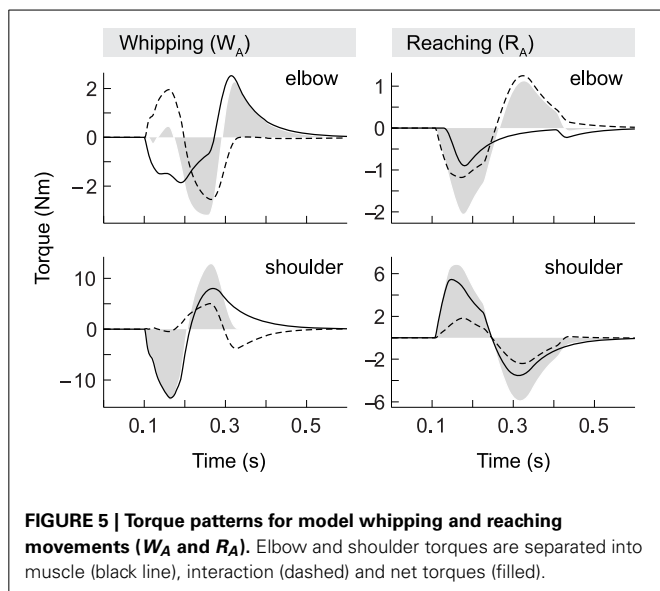 Whipping (W_A)
Reaching (R_A)
elbow
elbow
2
0
−2
1
0
−1
−2
Torque (Nm)
shoulder
shoulder
10
0
−10
6
2
−2
−6
0.1 0.3 0.5
0.1 0.3 0.5
Time (s)
Time (s)
FIGURE 5 | Torque patterns for model whipping and reaching
movements (W_A and R_A). Elbow and shoulder torques are separated into
muscle (black line), interaction (dashed) and net torques (filled).